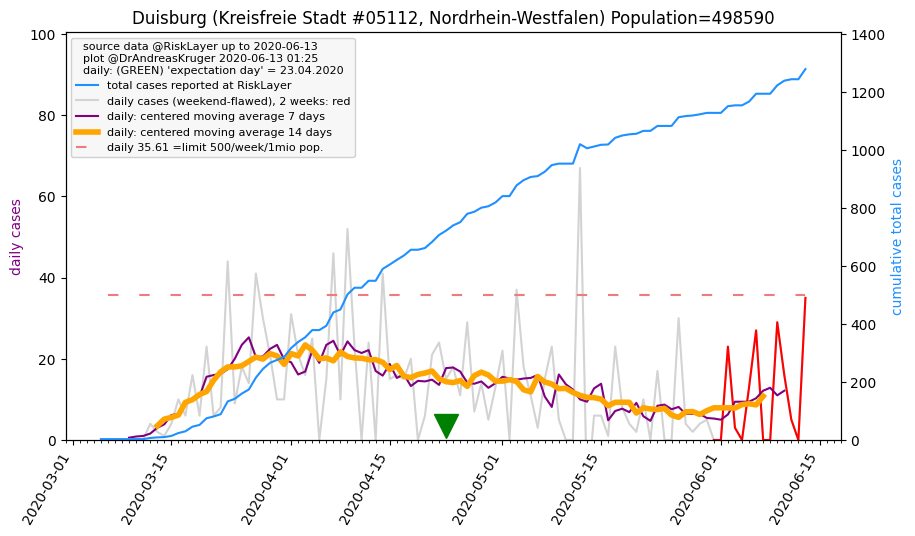 Duisburg (Kreisfreie Stadt #05112, Nordrhein-Westfalen) Population=498590
source data @RiskLayer up to 2020-06-13
plot @DrAndreasKruger 2020-06-13 01:25
daily: (GREEN) 'expectation day' = 23.04.2020
total cases reported at RiskLayer
daily cases (weekend-flawed), 2 weeks: red
daily: centered moving average 7 days
daily: centered moving average 14 days
daily 35.61 =limit 500/week/1mio pop.
daily cases
100
80
60
40
20
0
cumulative total cases
1400
1200
1000
800
600
400
200
0
2020-03-01
2020-03-15
2020-04-01
2020-04-15
2020-05-01
2020-05-15
2020-06-01
2020-06-15